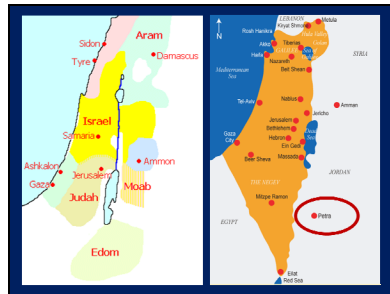 Aram
Sidon
Damascus
Tyre
Israel
Samaria
Ammon
Ashkalon
Jerusalem
Gaza
Judah
Moab
Edom
LEBANON
Metula
Kiryat Shmona
Rosh Hanikra
Akko
Tiberias
Haifa
Nazareth
SYRIA
Mediterranean
Sea
Beit Shean
Tel-Aviv
Nablus
Amman
Jericho
Jerusalem
Bethlehem
Gaza
City
Hebron
Dead
Sea
Ein Gedi
Beer Sheva
Massada
JORDAN
THE NEGEV
Mitzpe Ramon
Petra
EGYPT
Eilat
Red Sea